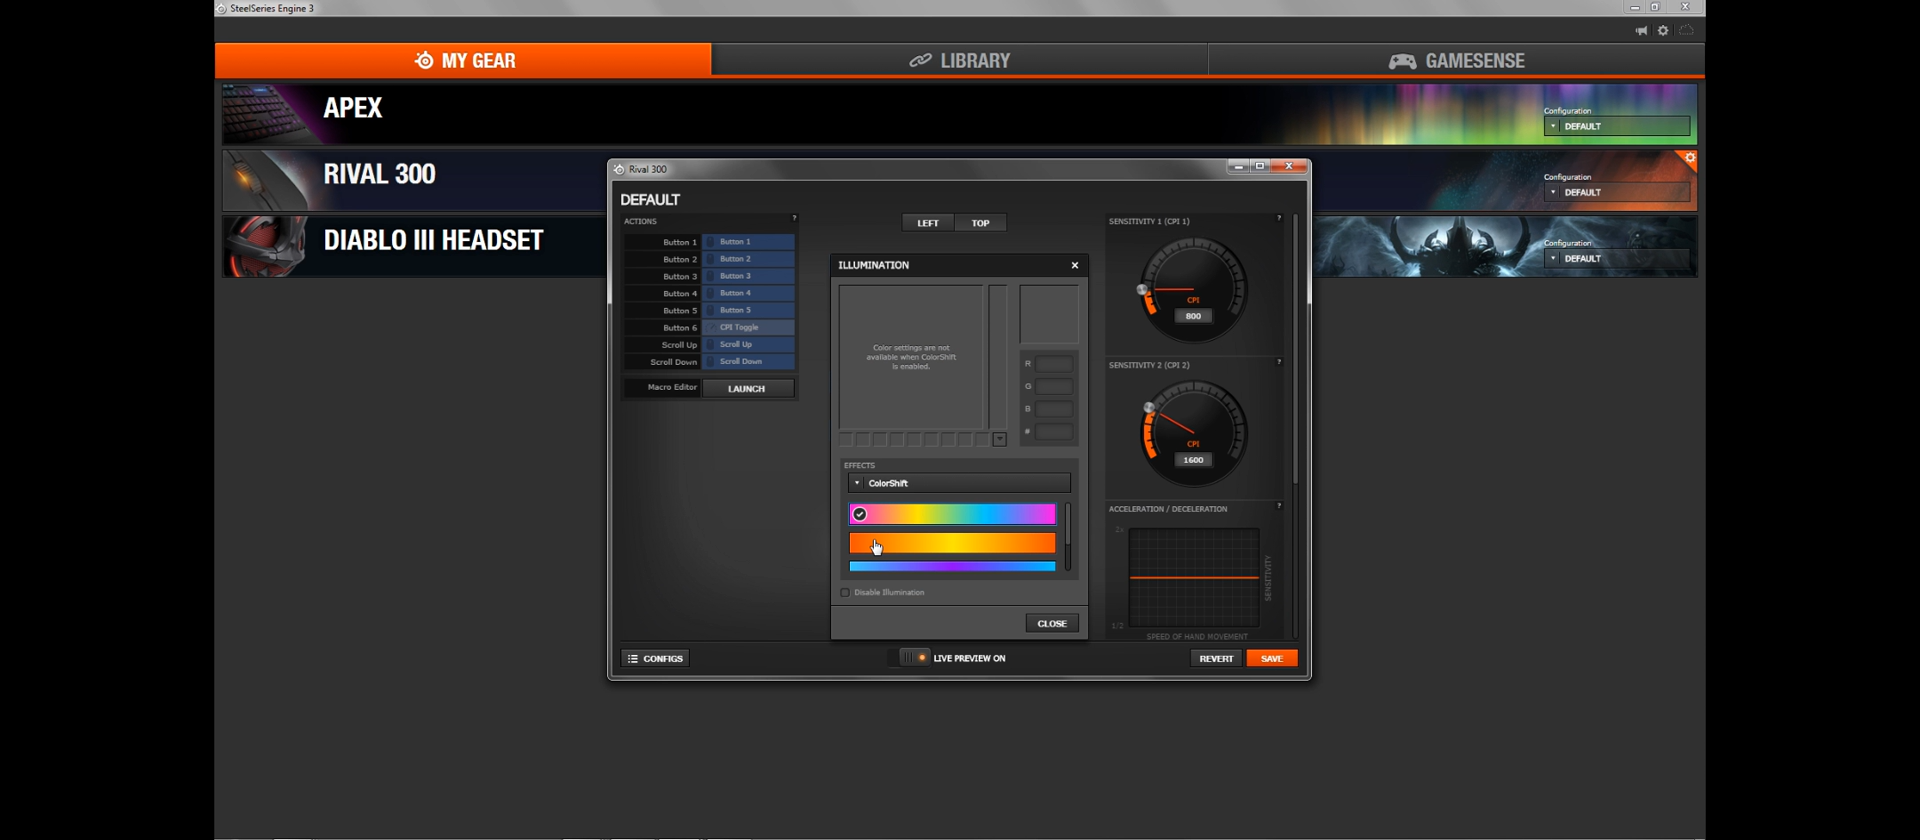 SteelSeries Engine 3
MY GEAR
LIBRARY
GAMESENSE
APEX
Configuration
DEFAULT
RIVAL 300
Configuration
DEFAULT
DIABLO III HEADSET
Configuration
DEFAULT
Rival 300
DEFAULT
ACTIONS
?
Button 1 Button 1
Button 2 Button 2
Button 3 Button 3
Button 4 Button 4
Button 5 Button 5
Button 6 CPI Toggle
Scroll Up Scroll Up
Scroll Down Scroll Down
Macro Editor LAUNCH
LEFT TOP
ILLUMINATION
Color settings are not
available when ColorShift
is enabled.
R
G
B
#
EFFECTS
ColorShift
Disable Illumination
CLOSE
SENSITIVITY 1 (CPI 1)
?
CPI
800
SENSITIVITY 2 (CPI 2)
?
CPI
1600
ACCELERATION / DECELERATION
?
2x
SENSITIVITY
1/2
SPEED OF HAND MOVEMENT
CONFIGS
LIVE PREVIEW ON
REVERT
SAVE